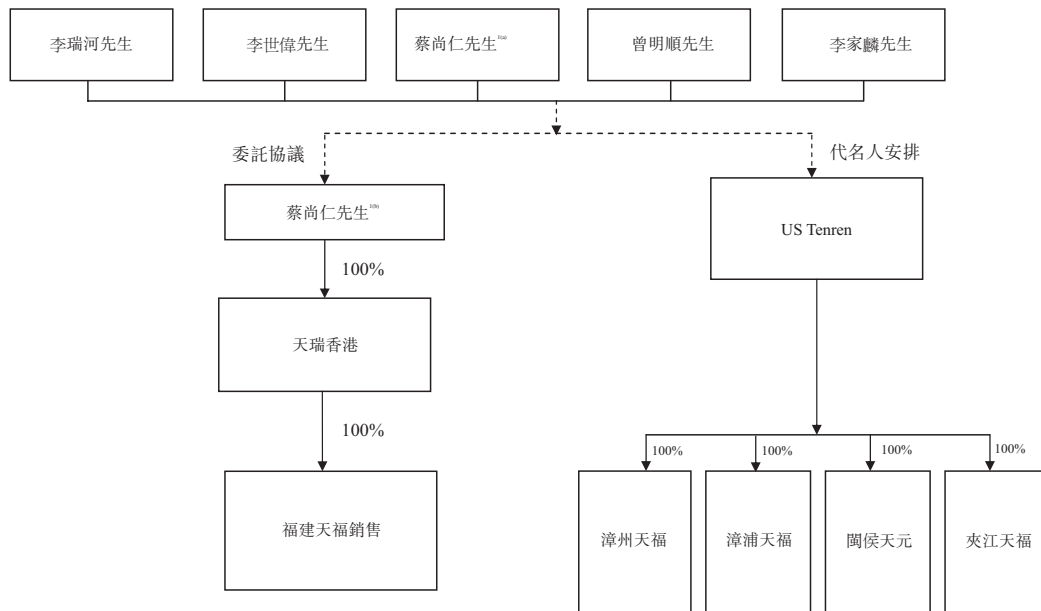 李瑞河先生
李世偉先生
蔡尚仁先生1(a)
曾明順先生
李家麟先生
委託協議
代名人安排
蔡尚仁先生1(b)
US Tenren
100%
天瑞香港
100%
100%
100%
100%
100%
福建天福銷售
漳州天福
漳浦天福
閩侯天元
夾江天福